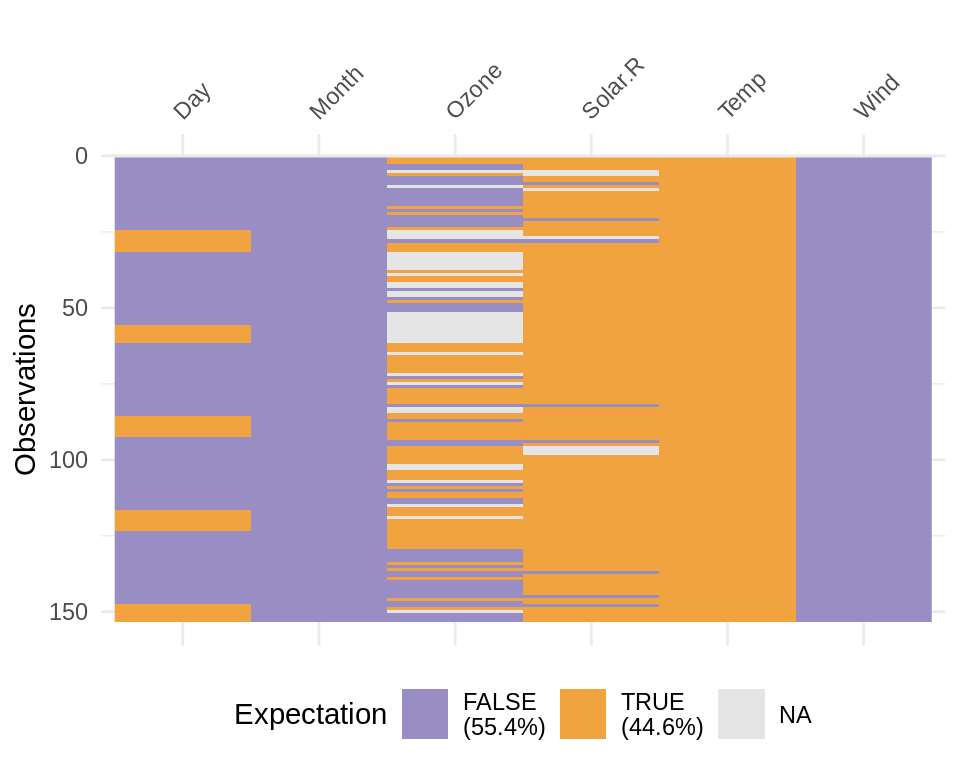 Day
Month
Ozone
Solar.R
Temp
Wind
0
50
100
150
Observations
Expectation
FALSE
(55.4%)
TRUE
(44.6%)
NA